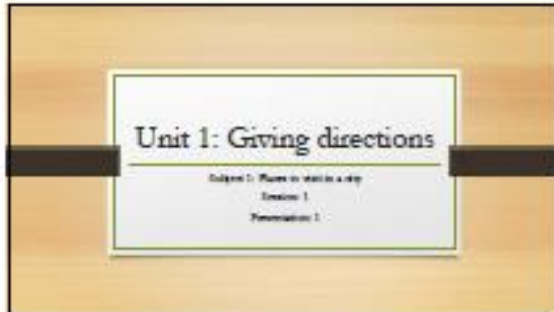 Unit 1: Giving directions
Subject 1: Places to visit in a city
Session: 1
Presentation: 1